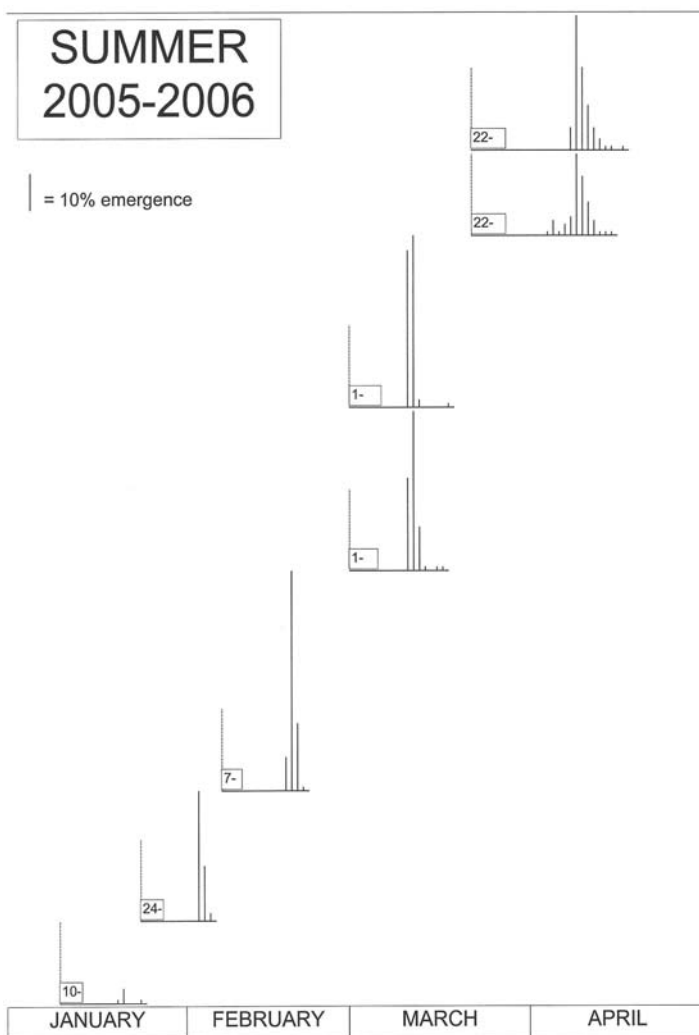 SUMMER
2005-2006
= 10% emergence
22-
22-
1-
1-
7-
24-
10-
JANUARY FEBRUARY MARCH APRIL